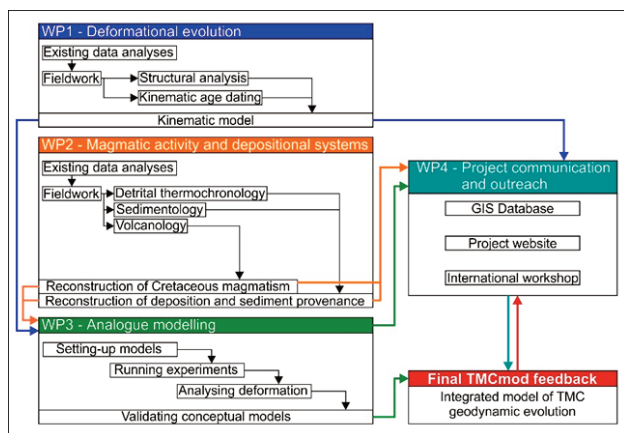 WP1 - Deformational evolution
Existing data analyses
Fieldwork
Structural analysis
Kinematic age dating
Kinematic model
WP2 - Magmatic activity and depositional systems
Existing data analyses
Fieldwork
Detrital thermochronology
Sedimentology
Volcanology
Reconstruction of Cretaceous magmatism
Reconstruction of deposition and sediment provenance
WP3 - Analogue modelling
Setting-up models
Running experiments
Analysing deformation
Validating conceptual models
WP4 - Project communication
and outreach
GIS Database
Project website
International workshop
Final TMCmod feedback
Integrated model of TMC
geodynamic evolution